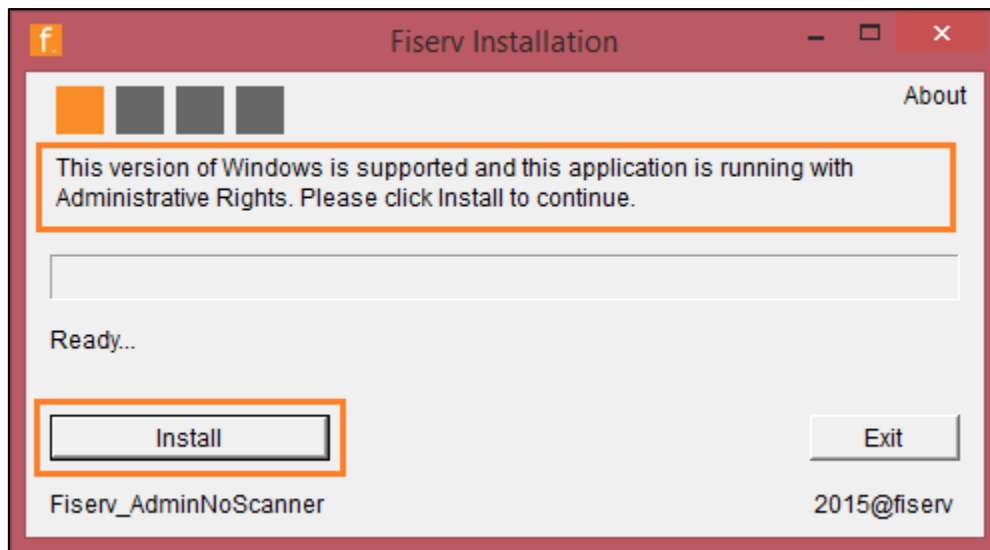 f.
Fiserv Installation
About
This version of Windows is supported and this application is running with
Administrative Rights. Please click Install to continue.
Ready...
Install
Exit
Fiserv_AdminNoScanner
2015@fiserv